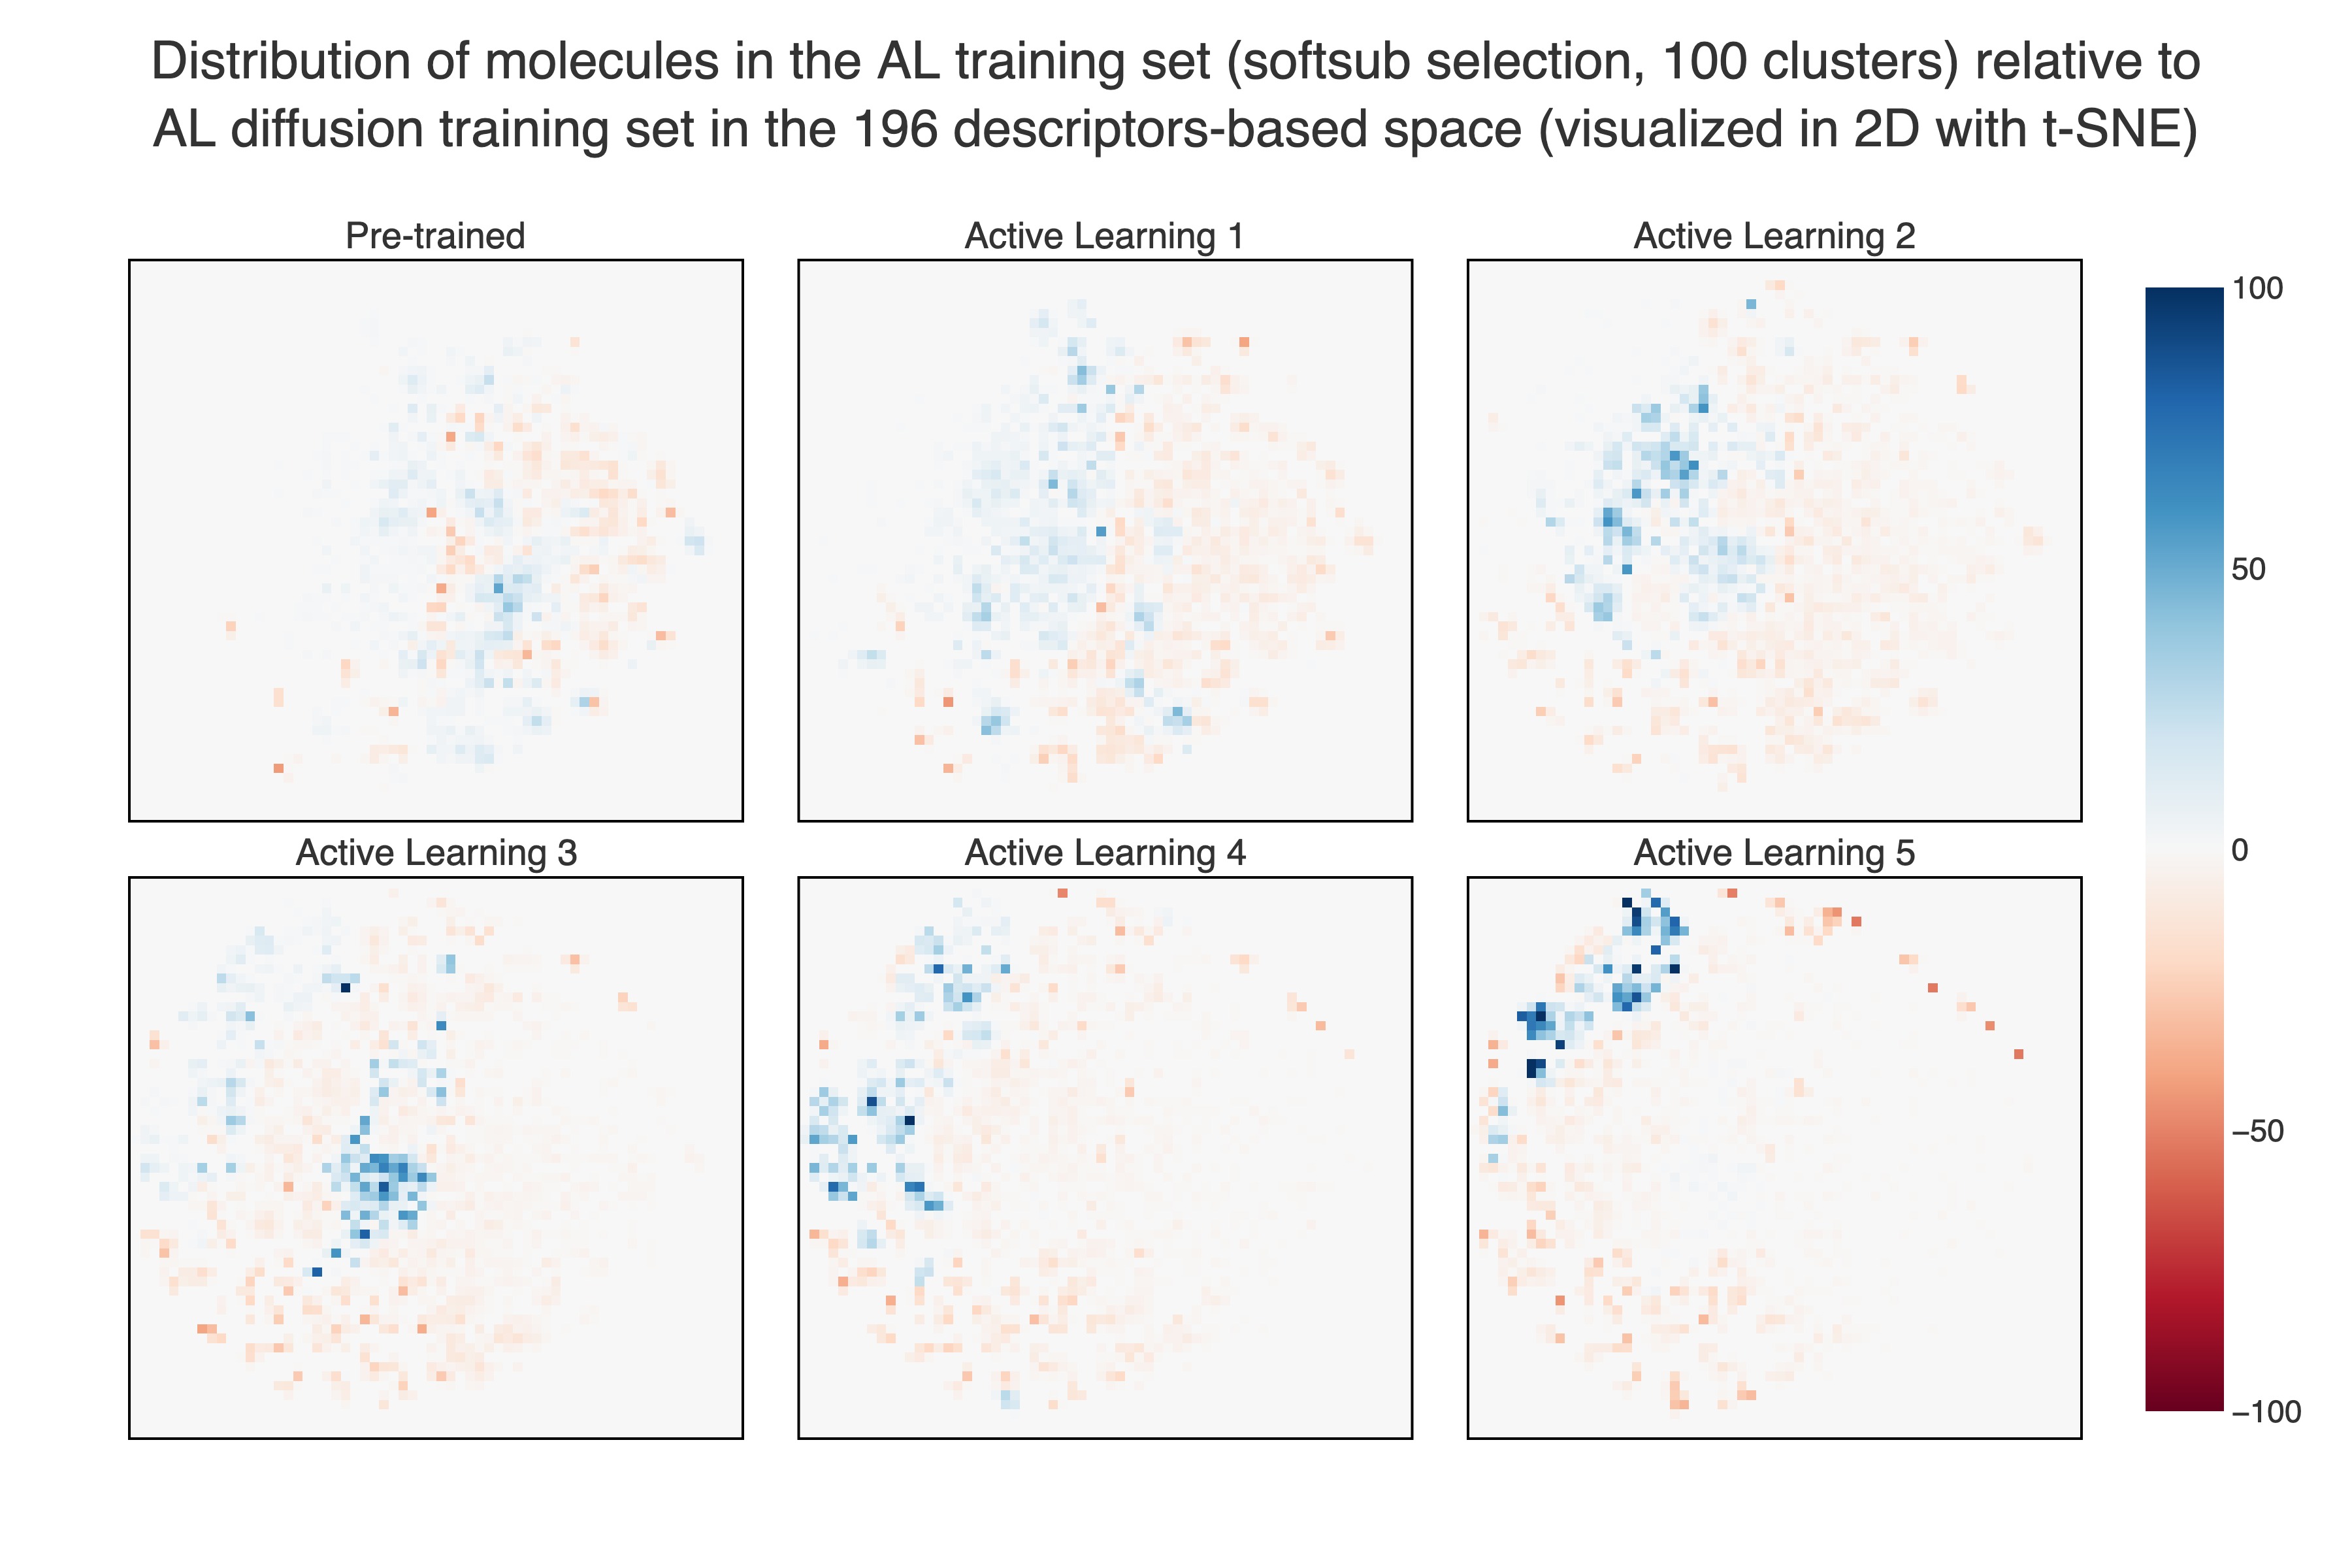 Distribution of molecules in the AL training set (softsub selection, 100 clusters) relative to
AL diffusion training set in the 196 descriptors-based space (visualized in 2D with t-SNE)
Pre-trained
Active Learning 1
Active Learning 2
Active Learning 3
Active Learning 4
Active Learning 5
100
50
0
−50
−100